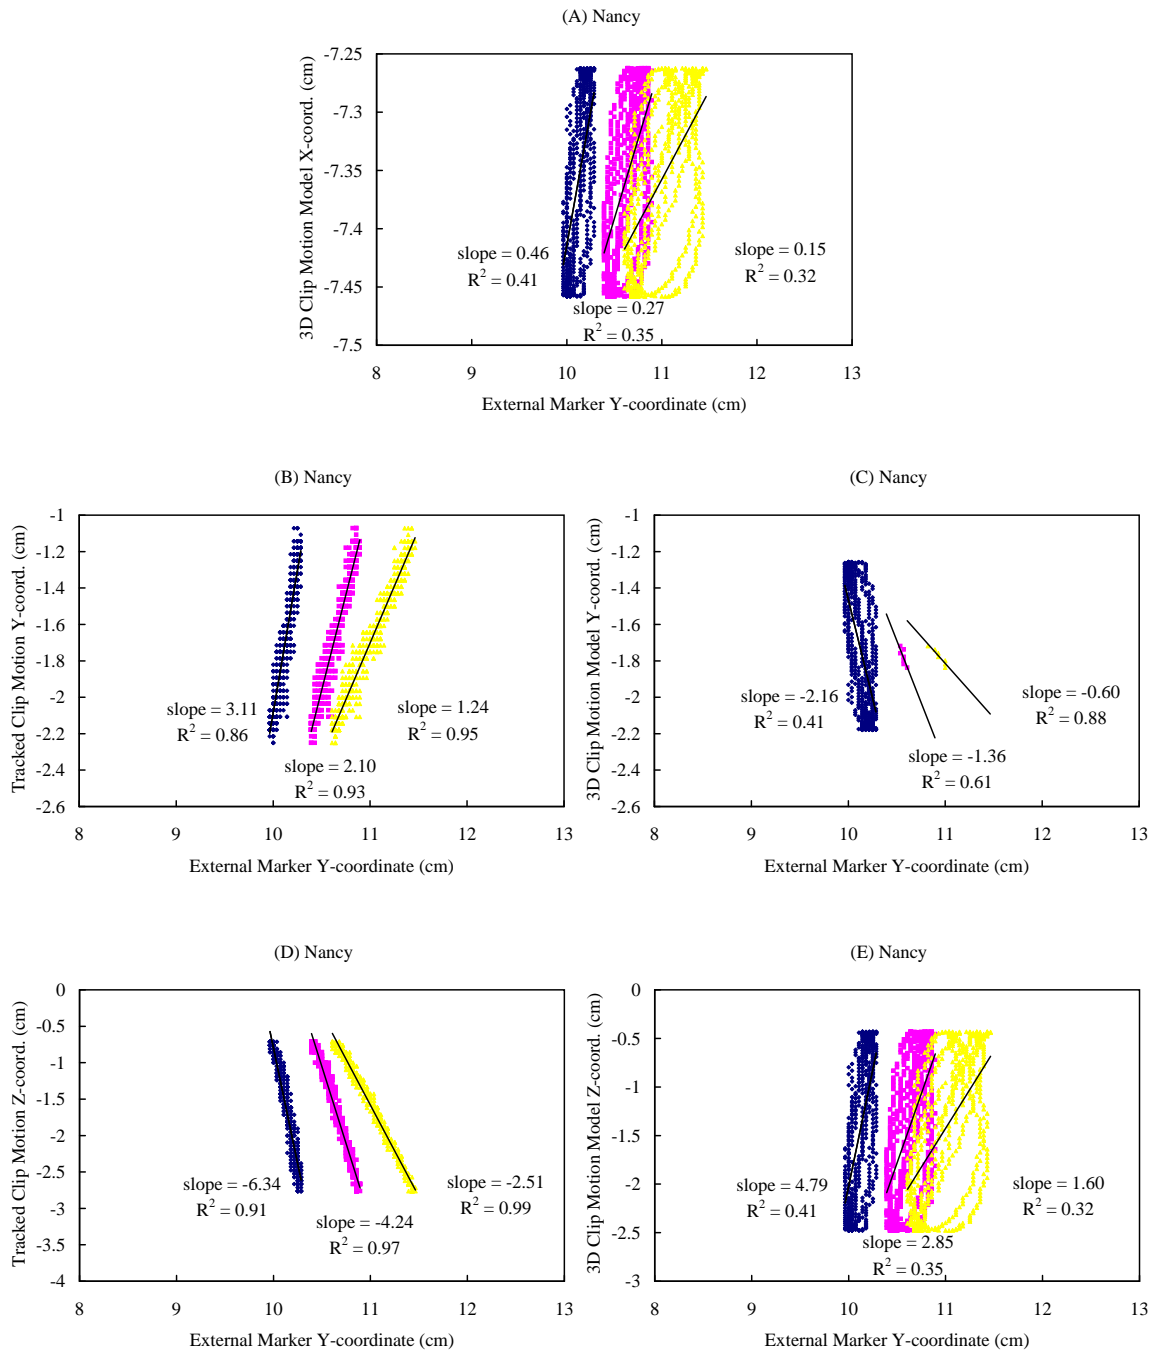 (A) Nancy
3D Clip Motion Model X-coord. (cm)
-7.25
-7.3
-7.35
-7.4
-7.45
-7.5
slope = 0.46
R² = 0.41
slope = 0.27
R² = 0.35
slope = 0.15
R² = 0.32
8 9 10 11 12 13
External Marker Y-coordinate (cm)
(B) Nancy
Tracked Clip Motion Y-coord. (cm)
-1
-1.2
-1.4
-1.6
-1.8
-2
-2.2
-2.4
-2.6
slope = 3.11
R² = 0.86
slope = 2.10
R² = 0.93
slope = 1.24
R² = 0.95
8 9 10 11 12 13
External Marker Y-coordinate (cm)
(C) Nancy
3D Clip Motion Model Y-coord. (cm)
-1
-1.2
-1.4
-1.6
-1.8
-2
-2.2
-2.4
-2.6
slope = -2.16
R² = 0.41
slope = -1.36
R² = 0.61
slope = -0.60
R² = 0.88
8 9 10 11 12 13
External Marker Y-coordinate (cm)
(D) Nancy
Tracked Clip Motion Z-coord. (cm)
0
-0.5
-1
-1.5
-2
-2.5
-3
-3.5
-4
slope = -6.34
R² = 0.91
slope = -4.24
R² = 0.97
slope = -2.51
R² = 0.99
8 9 10 11 12 13
External Marker Y-coordinate (cm)
(E) Nancy
3D Clip Motion Model Z-coord. (cm)
0
-0.5
-1
-1.5
-2
-2.5
-3
slope = 4.79
R² = 0.41
slope = 2.85
R² = 0.35
slope = 1.60
R² = 0.32
8 9 10 11 12 13
External Marker Y-coordinate (cm)